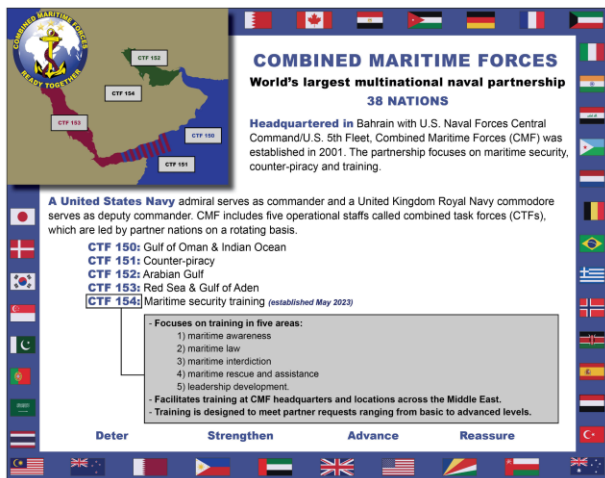 COMBINED MARITIME FORCES
READY TOGETHER
CTF 152
CTF 154
CTF 153
CTF 150
CTF 151
COMBINED MARITIME FORCES
World's largest multinational naval partnership
38 NATIONS
Headquartered in Bahrain with U.S. Naval Forces Central
Command/U.S. 5th Fleet, Combined Maritime Forces (CMF) was
established in 2001. The partnership focuses on maritime security,
counter-piracy and training.
A United States Navy admiral serves as commander and a United Kingdom Royal Navy commodore
serves as deputy commander. CMF includes five operational staffs called combined task forces (CTFs),
which are led by partner nations on a rotating basis.
CTF 150: Gulf of Oman & Indian Ocean
CTF 151: Counter-piracy
CTF 152: Arabian Gulf
CTF 153: Red Sea & Gulf of Aden
CTF 154: Maritime security training (established May 2023)
- Focuses on training in five areas:
1) maritime awareness
2) maritime law
3) maritime interdiction
4) maritime rescue and assistance
5) leadership development.
- Facilitates training at CMF headquarters and locations across the Middle East.
- Training is designed to meet partner requests ranging from basic to advanced levels.
Deter Strengthen Advance Reassure